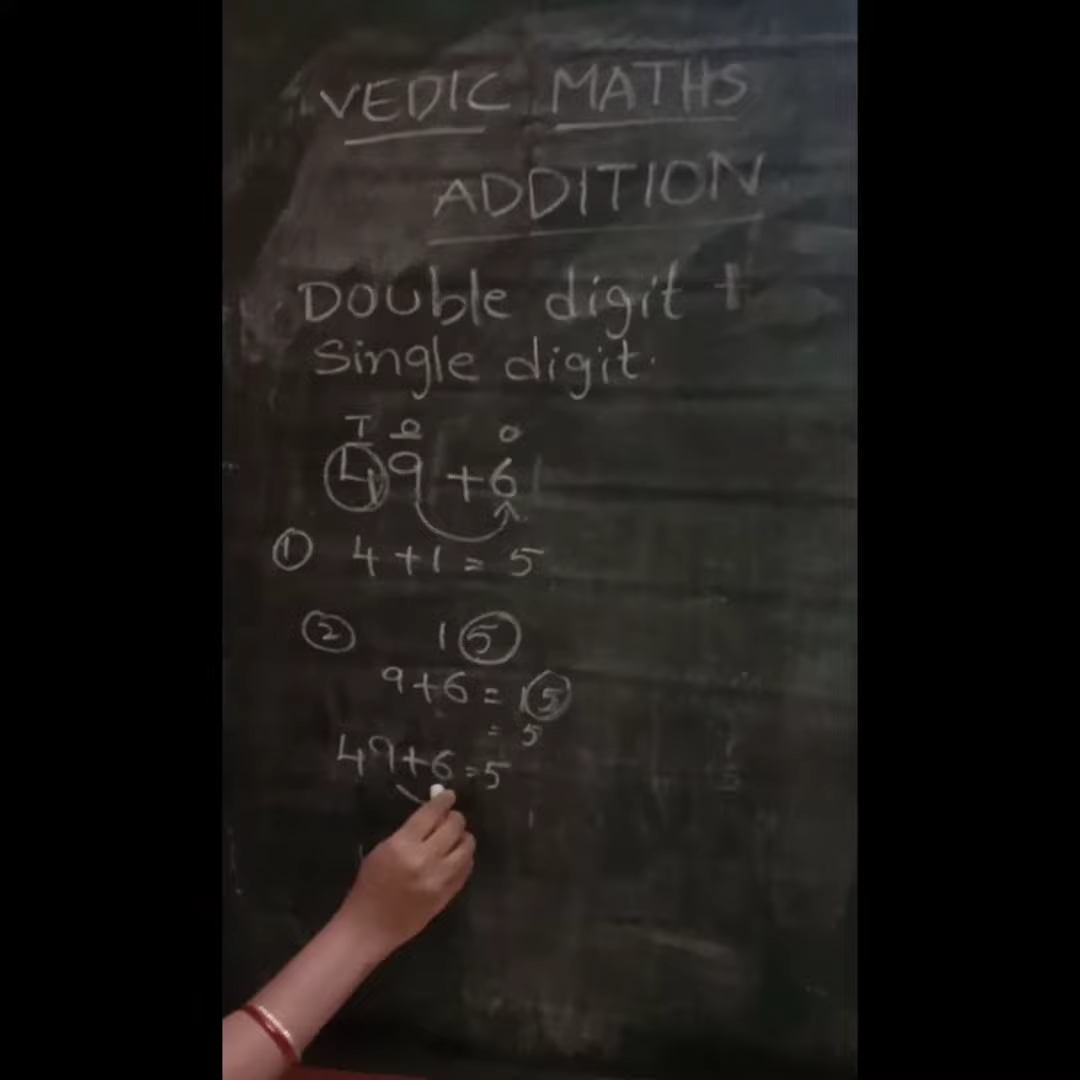 VEDIC MATHS
ADDITION
Double digit +
Single digit.
T O O
49 +6
① 4 +1 = 5
② 15
9+6 = 15
= 5
49+6=5